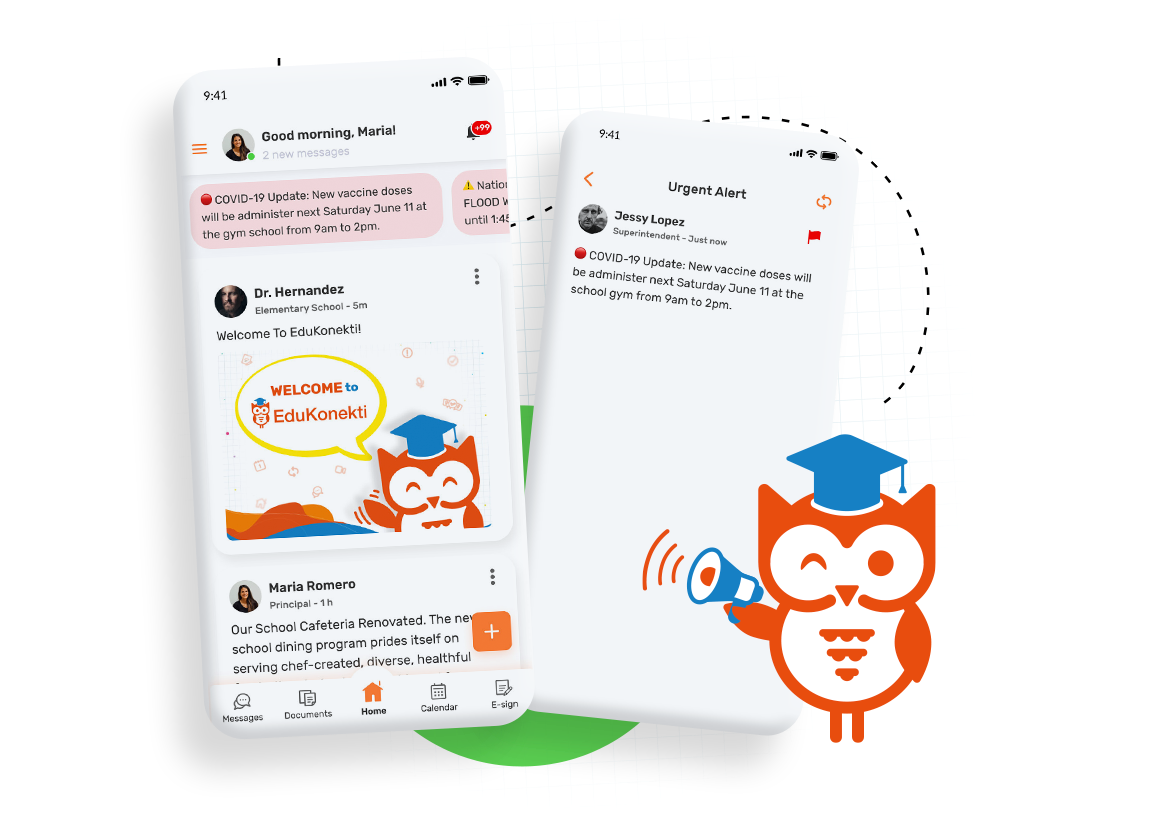 9:41
Good morning, Maria!
2 new messages
+99
🔴 COVID-19 Update: New vaccine doses
will be administer next Saturday June 11 at
the gym school from 9am to 2pm.
⚠️ Natio
FLOOD W
until 1:45
Dr. Hernandez
Elementary School - 5m
Welcome To EduKonekti!
WELCOME to
EduKonekti
Maria Romero
Principal - 1 h
Our School Cafeteria Renovated. The new
school dining program prides itself on
serving chef-created, diverse, healthful
Messages
Documents
Home
Calendar
E-sign
9:41
Urgent Alert
Jessy Lopez
Superintendent - Just now
🔴 COVID-19 Update: New vaccine doses will
be administer next Saturday June 11 at the
school gym from 9am to 2pm.